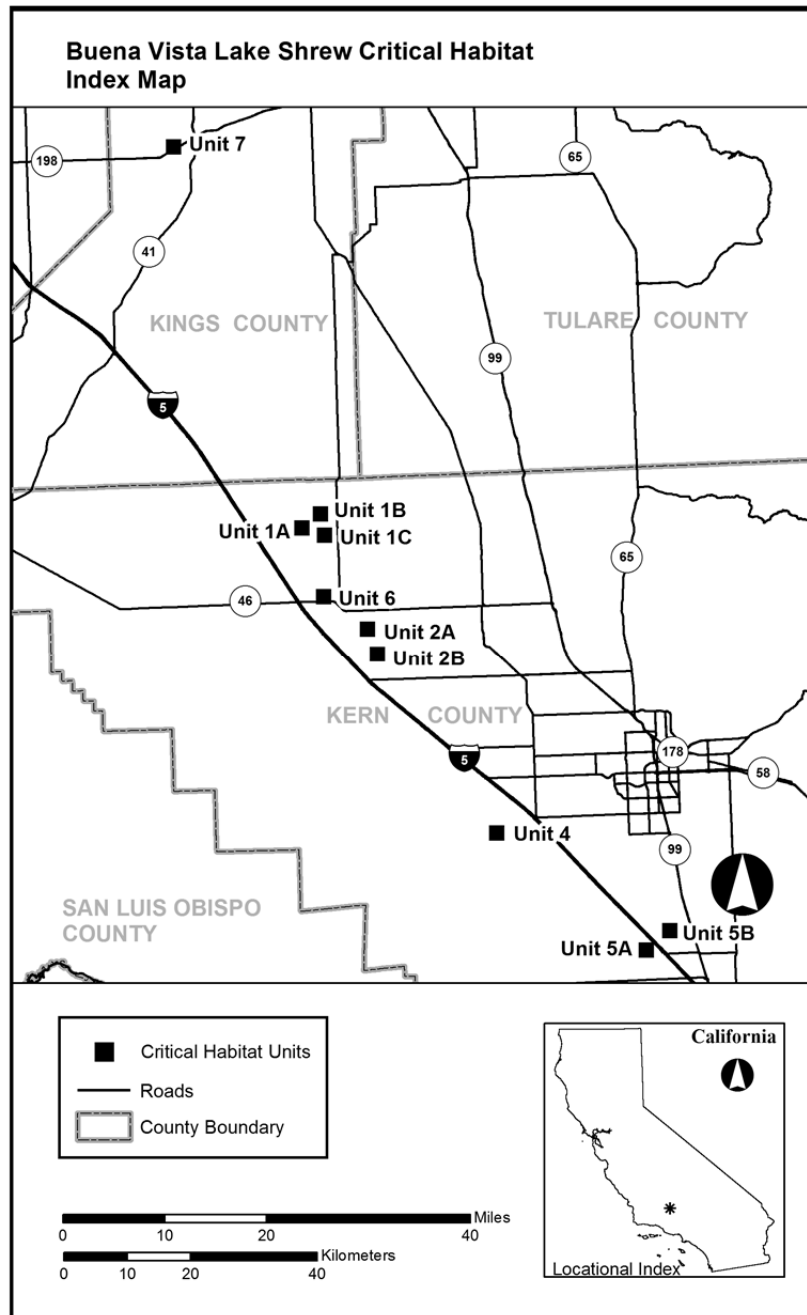 Buena Vista Lake Shrew Critical Habitat
Index Map
Unit 7
198
65
41
KINGS COUNTY
TULARE COUNTY
99
5
Unit 1B
Unit 1A
Unit 1C
65
46
Unit 6
Unit 2A
Unit 2B
KERN COUNTY
5
178
58
Unit 4
99
SAN LUIS OBISPO
COUNTY
Unit 5B
Unit 5A
Critical Habitat Units
Roads
County Boundary
California
Locational Index
Miles
0 10 20 40
Kilometers
0 10 20 40